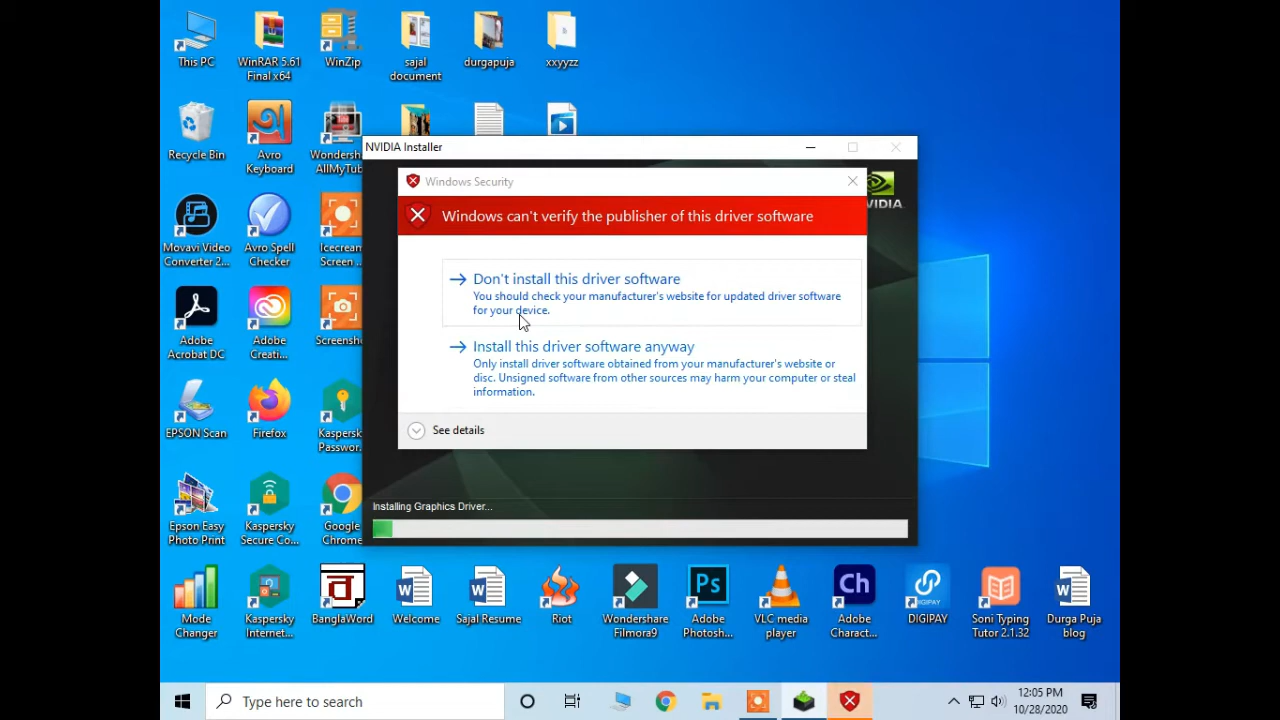 This PC
WinRAR 5.61
Final x64
WinZip
sajal
document
durgapuja
xxyyzz
Recycle Bin
Avro
Keyboard
Wondersh
AllMyTub
NVIDIA Installer
Windows Security
VIDIA
Windows can't verify the publisher of this driver software
Movavi Video
Converter 2...
Avro Spell
Checker
Icecream
Screen ..
Don't install this driver software
You should check your manufacturer's website for updated driver software
for your device.
Install this driver software anyway
Only install driver software obtained from your manufacturer's website or
disc. Unsigned software from other sources may harm your computer or steal
information.
See details
Adobe
Acrobat DC
Adobe
Creati...
Screensh
EPSON Scan
Firefox
Kaspersk
Passwor..
Epson Easy
Photo Print
Kaspersky
Secure Co...
Google
Chrome
Installing Graphics Driver...
Mode
Changer
Kaspersky
Internet...
BanglaWord
Welcome
Sajal Resume
Riot
Wondershare
Filmora9
Ps
Adobe
Photosh...
VLC media
player
Ch
Adobe
Charact...
DIGIPAY
DIGIPAY
Soni Typing
Tutor 2.1.32
Durga Puja
blog
Type here to search
12:05 PM
10/28/2020